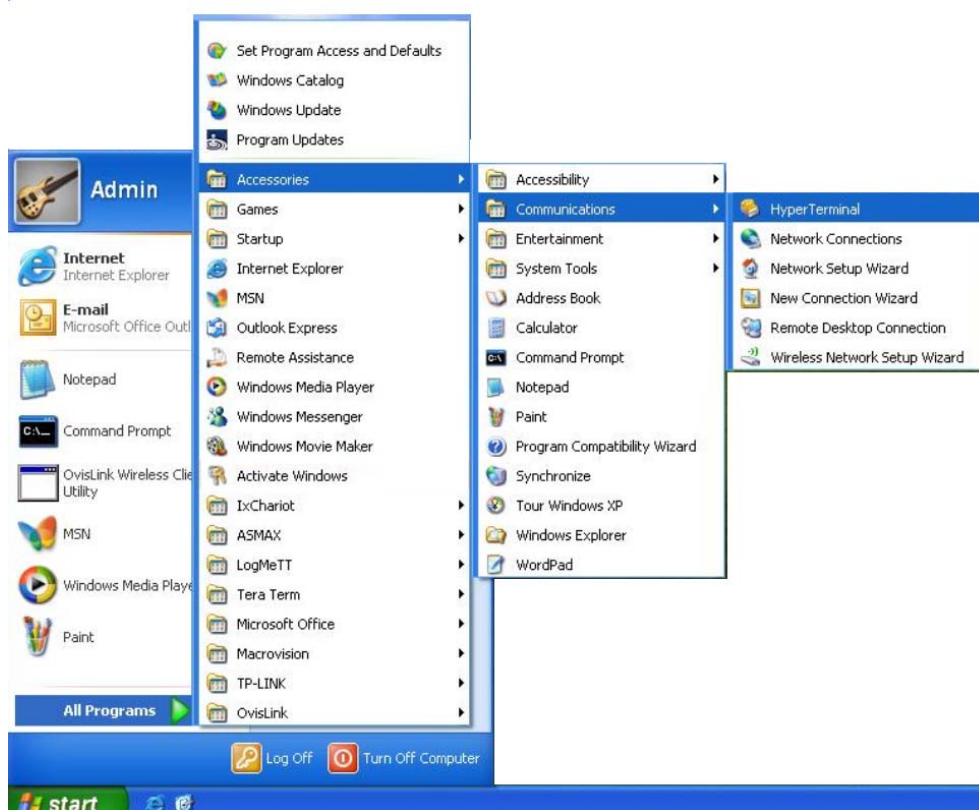 Set Program Access and Defaults
Windows Catalog
Windows Update
Program Updates
Admin
Internet
Internet Explorer
E-mail
Microsoft Office Outl
Notepad
C:\_
Command Prompt
OvisLink Wireless Clie
Utility
MSN
Windows Media Playe
Paint
All Programs
Accessories
Games
Startup
Internet Explorer
MSN
Outlook Express
Remote Assistance
Windows Media Player
Windows Messenger
Windows Movie Maker
Activate Windows
IxChariot
ASMAX
LogMeTT
Tera Term
Microsoft Office
Macrovision
TP-LINK
OvisLink
Accessibility
Communications
Entertainment
System Tools
Address Book
Calculator
Command Prompt
Notepad
Paint
Program Compatibility Wizard
Synchronize
Tour Windows XP
Windows Explorer
WordPad
HyperTerminal
Network Connections
Network Setup Wizard
New Connection Wizard
Remote Desktop Connection
Wireless Network Setup Wizard
Log Off
Turn Off Computer
start